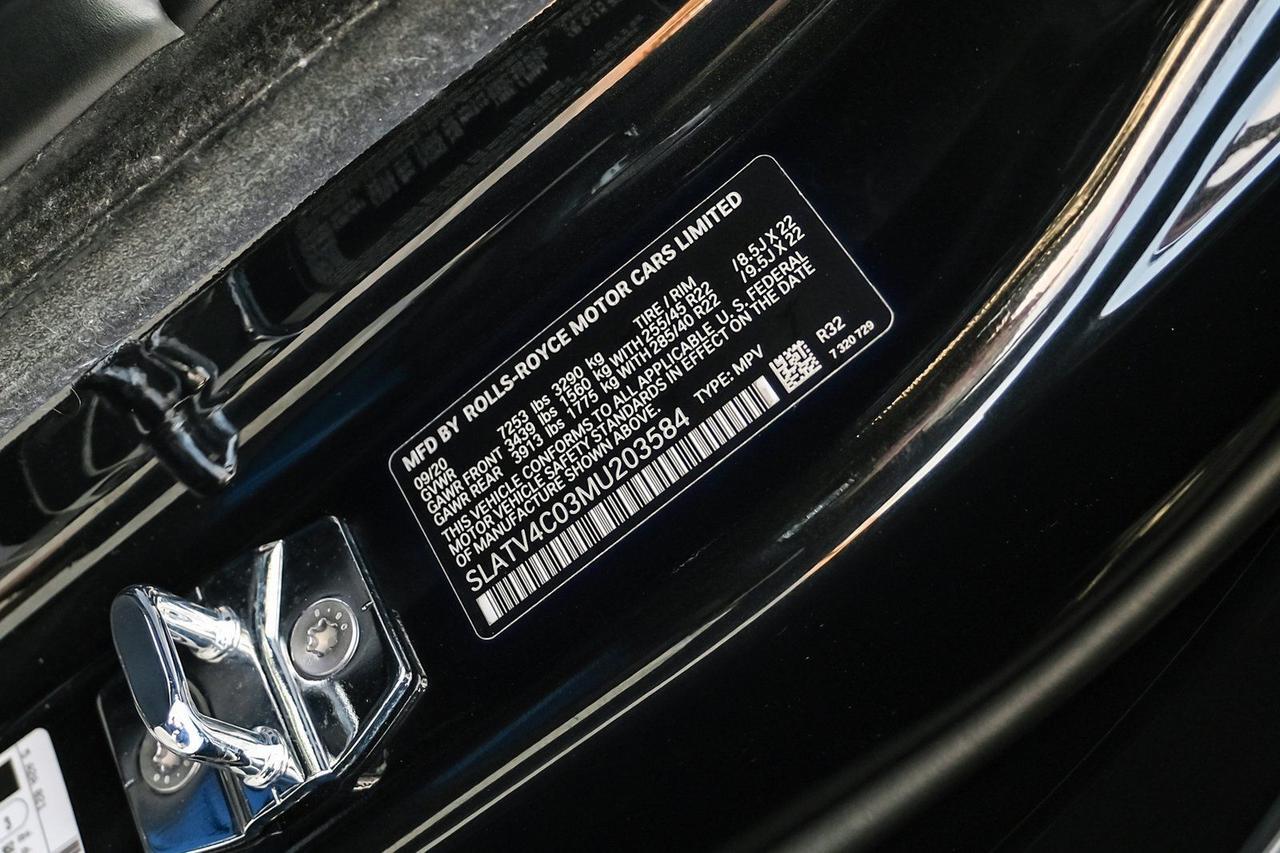 MFD BY ROLLS-ROYCE MOTOR CARS LIMITED
09/20 TIRE / RIM
GVWR 7253 lbs 3290 kg
GAWR FRONT 3439 lbs 1560 kg WITH 255/45 R22 /8.5J X 22
GAWR REAR 3913 lbs 1775 kg WITH 285/40 R22 /9.5J X 22
THIS VEHICLE CONFORMS TO ALL APPLICABLE U. S. FEDERAL
MOTOR VEHICLE SAFETY STANDARDS IN EFFECT ON THE DATE
OF MANUFACTURE SHOWN ABOVE.
SLATV4C03MU203584 TYPE: MPV
R32
7 320 729